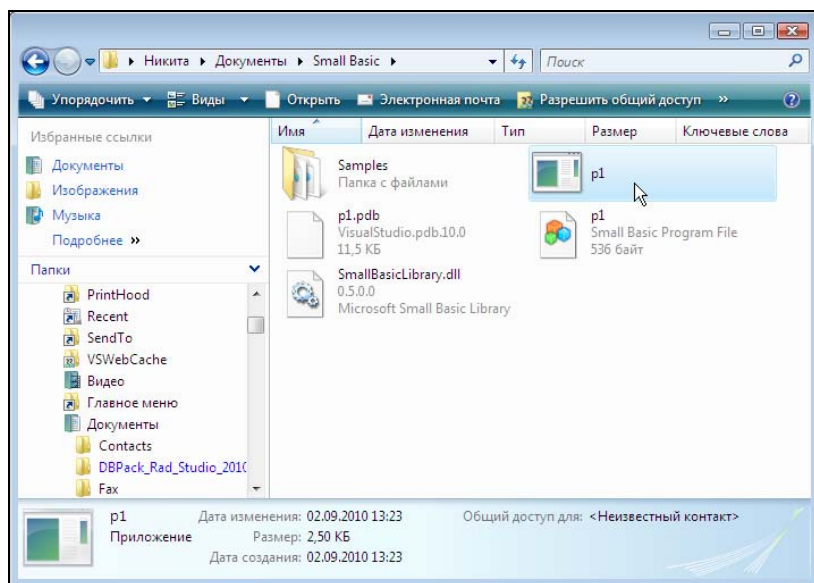 Никита ▸ Документы ▸ Small Basic ▸
Поиск
Упорядочить Виды Открыть Электронная почта Разрешить общий доступ »
Избранные ссылки
Документы
Изображения
Музыка
Подробнее »
Папки
PrintHood
Recent
SendTo
VSWebCache
Видео
Главное меню
Документы
Contacts
DBPack_Rad_Studio_2010
Fax
Имя Дата изменения Тип Размер Ключевые слова
Samples
Папка с файлами
p1
p1.pdb
VisualStudio.pdb.10.0
11,5 КБ
p1
Small Basic Program File
536 байт
SmallBasicLibrary.dll
0.5.0.0
Microsoft Small Basic Library
p1 Дата изменения: 02.09.2010 13:23 Общий доступ для: <Неизвестный контакт>
Приложение Размер: 2,50 КБ
Дата создания: 02.09.2010 13:23